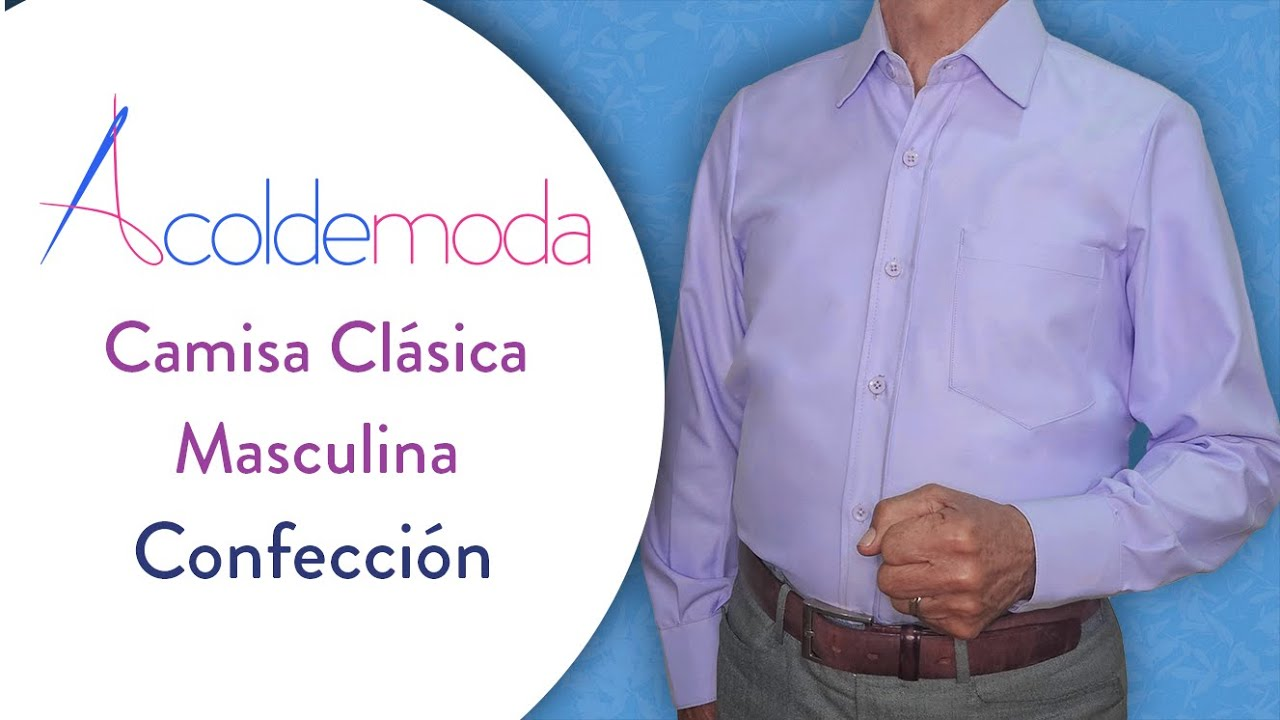 Acoldemoda
Camisa Clásica
Masculina
Confección